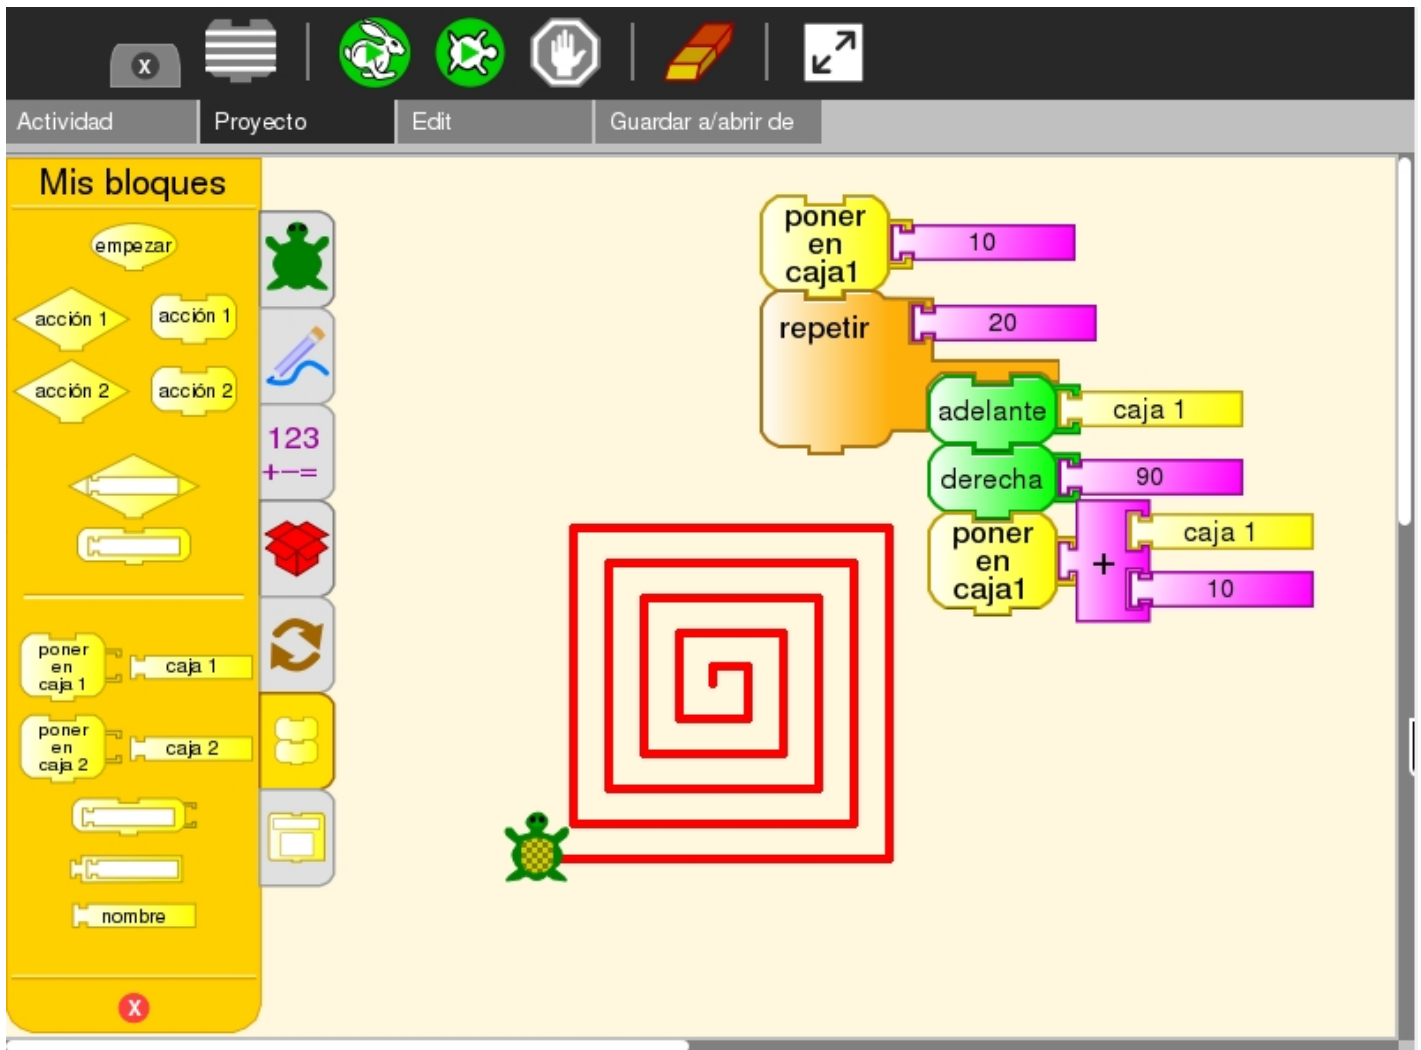 x
Actividad
Proyecto
Edit
Guardar a/abrir de
Mis bloques
empezar
acción 1
acción 1
acción 2
acción 2
poner
en
caja 1
caja 1
poner
en
caja 2
caja 2
nombre
X
123
+−=
poner
en
caja1
10
repetir
20
adelante
caja 1
derecha
90
poner
en
caja1
+
caja 1
10